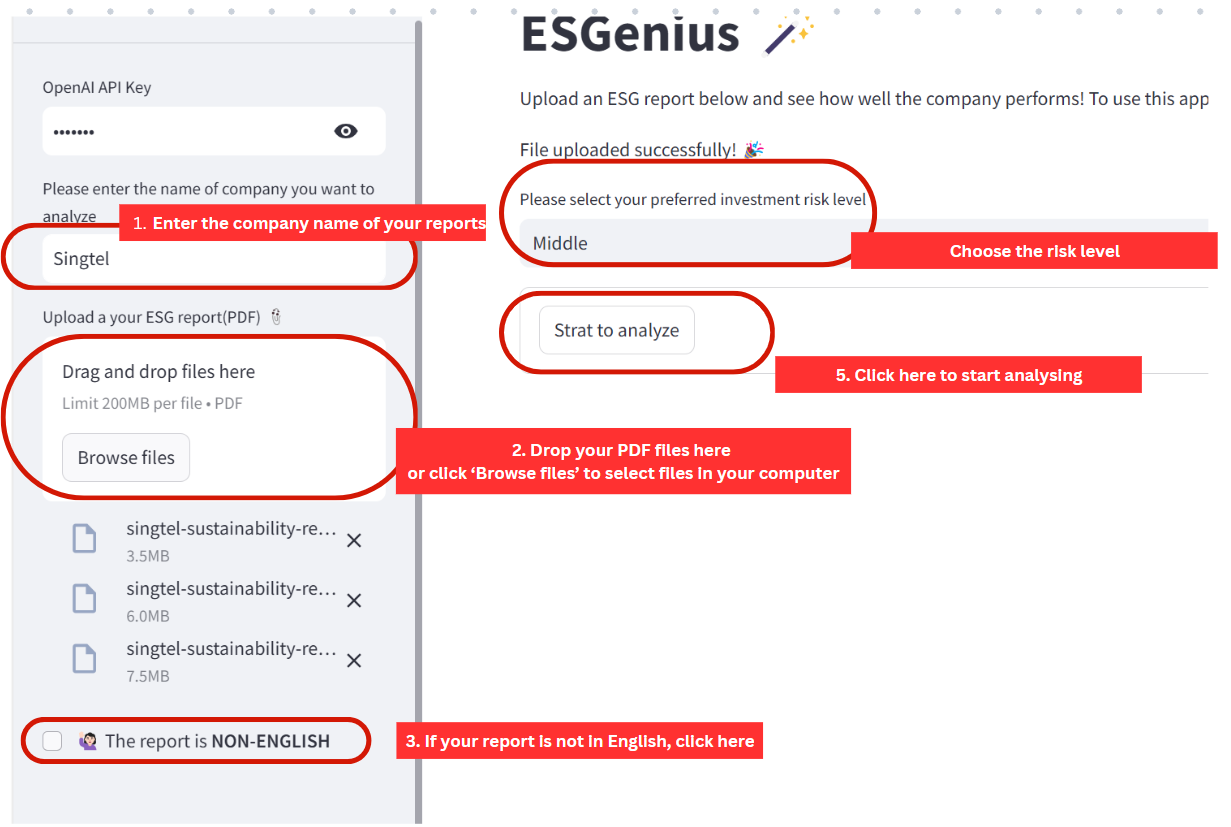 ESGenius
OpenAI API Key
•••••••
Upload an ESG report below and see how well the company performs! To use this app
File uploaded successfully!
Please enter the name of company you want to
analyze
1. Enter the company name of your reports
Singtel
Please select your preferred investment risk level
Middle
Choose the risk level
Upload a your ESG report(PDF)
Strat to analyze
5. Click here to start analysing
Drag and drop files here
Limit 200MB per file • PDF
Browse files
2. Drop your PDF files here
or click ‘Browse files’ to select files in your computer
singtel-sustainability-re…
3.5MB
singtel-sustainability-re…
6.0MB
singtel-sustainability-re…
7.5MB
The report is NON-ENGLISH
3. If your report is not in English, click here